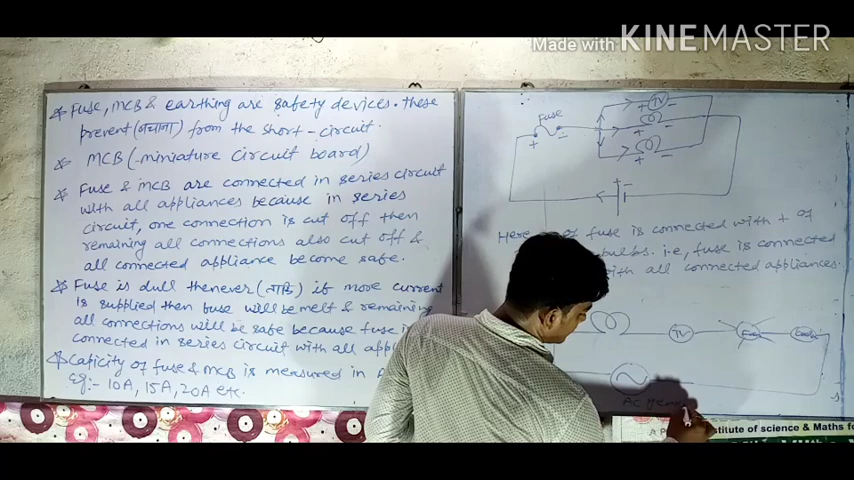 Made with KINEMASTER
* Fuse, MCB & earthing are safety devices. These
prevent (बचाना) from the short-circuit.
* MCB (miniature circuit board)
* Fuse & MCB are connected in series circuit
with all appliances because in series
circuit, one connection is cut off then
remaining all connections also cut off &
all connected appliance become safe.
* Fuse is dull thenever if more current
is supplied then fuse will be melt & remaining
all connections will be safe because fuse i
connected in series circuit with all app
* Capicity of fuse & MCB is measured in
eg:- 10A, 15A, 20A etc.
Fuse
+ -
TV
+ -
+ -
+ -
+ -
Here of fuse is connected with + of
bulbs. i.e, fuse is connected
with all connected appliances.
TV
AC gene
stitute of science & Maths fo